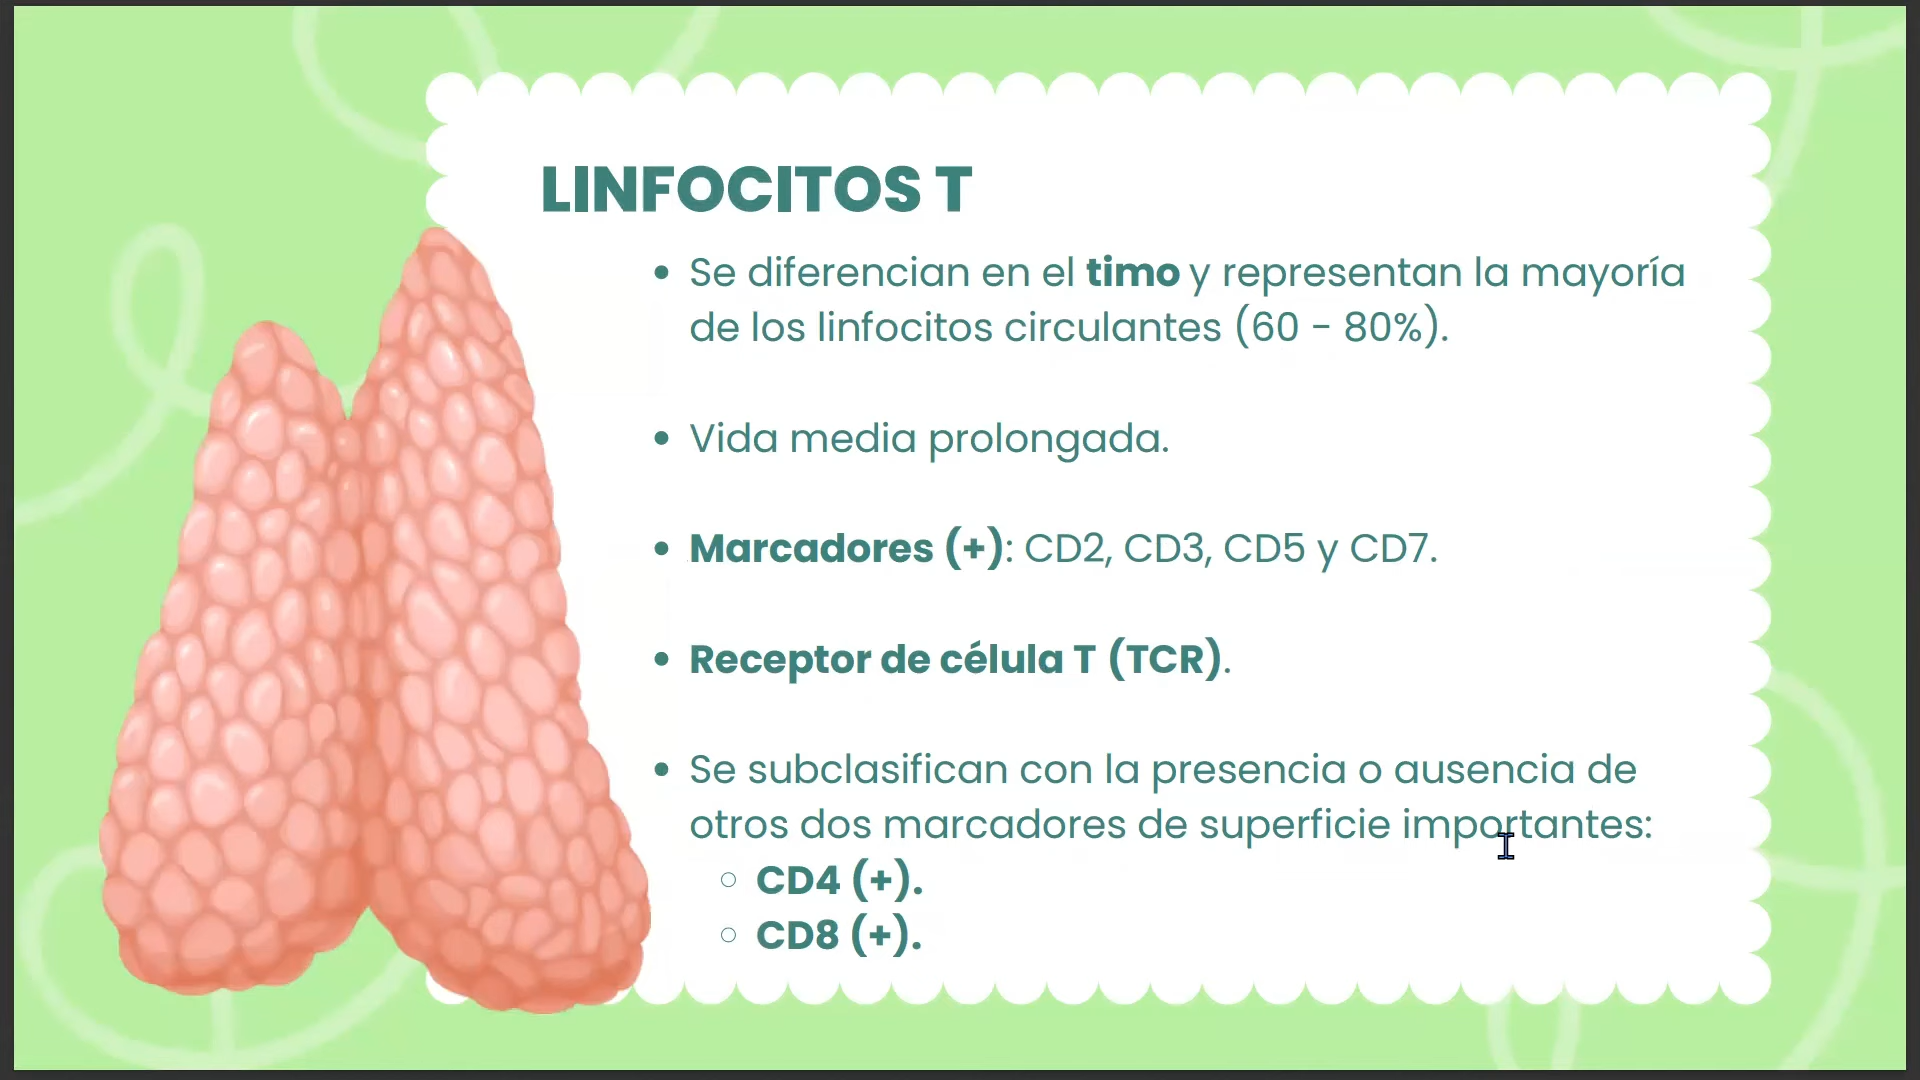 LINFOCITOS T
• Se diferencian en el timo y representan la mayoría
de los linfocitos circulantes (60 - 80%).
• Vida media prolongada.
• Marcadores (+): CD2, CD3, CD5 y CD7.
• Receptor de célula T (TCR).
• Se subclasifican con la presencia o ausencia de
otros dos marcadores de superficie importantes:
○ CD4 (+).
○ CD8 (+).